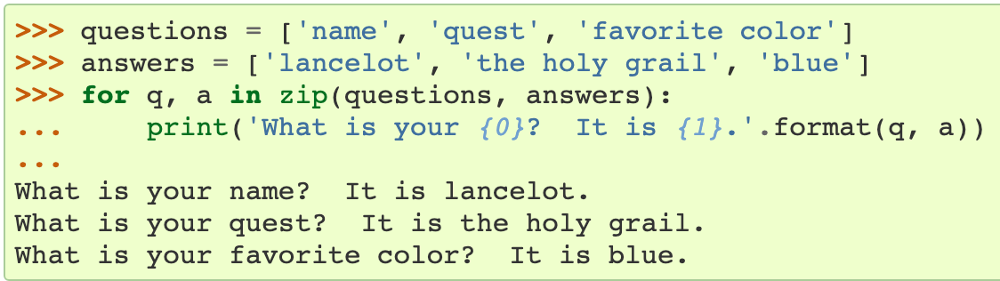 >>> questions = ['name', 'quest', 'favorite color']
>>> answers = ['lancelot', 'the holy grail', 'blue']
>>> for q, a in zip(questions, answers):
...     print('What is your {0}?  It is {1}.'.format(q, a))
...
What is your name?  It is lancelot.
What is your quest?  It is the holy grail.
What is your favorite color?  It is blue.